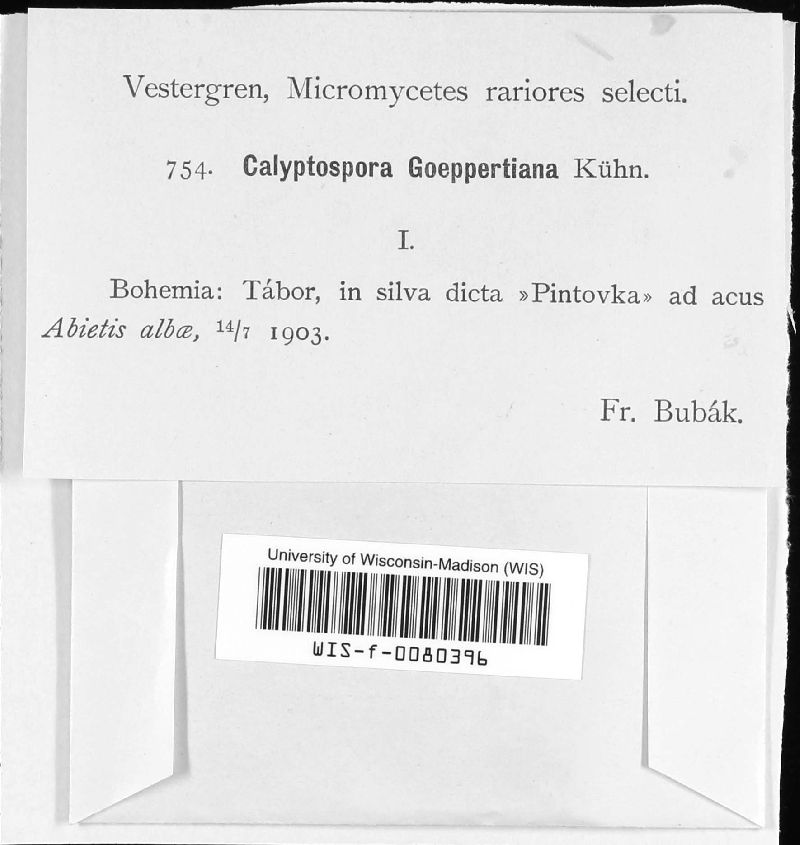 Vestergren, Micromycetes rariores selecti.
754. Calyptospora Goeppertiana Kühn.
I.
Bohemia: Tábor, in silva dicta »Pintovka» ad acus
Abietis albæ, 14/7 1903.
Fr. Bubák.
University of Wisconsin-Madison (WIS)
WIS-f-0080396